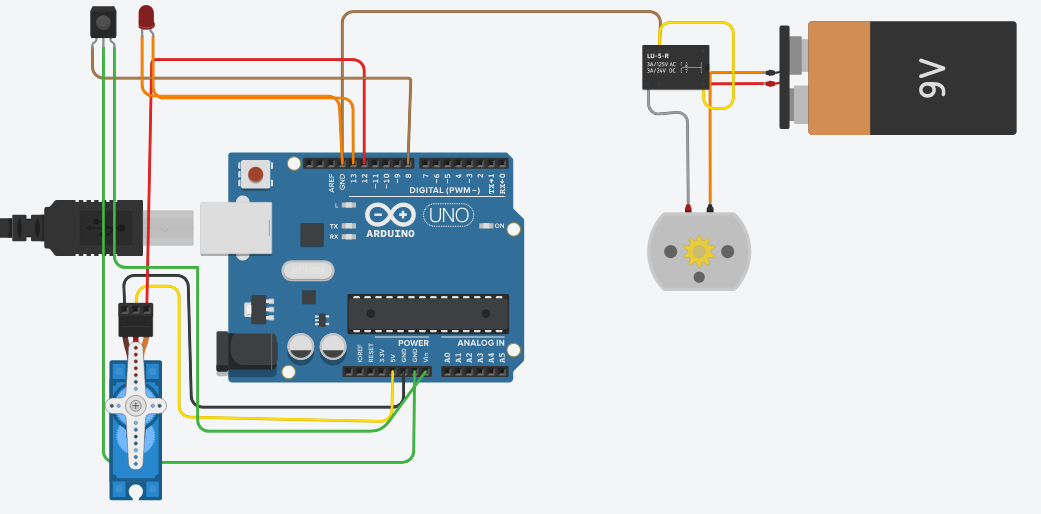 LU-5-R
3A/125V AC
3A/24V DC
9V
AREF
GND
13
12
~11
~10
~9
8
7
~6
~5
4
~3
2
TX→1
RX←0
DIGITAL (PWM~)
L
TX
RX
UNO
ARDUINO
ON
POWER
ANALOG IN
IOREF
RESET
3.3V
5V
GND
GND
Vin
A0
A1
A2
A3
A4
A5